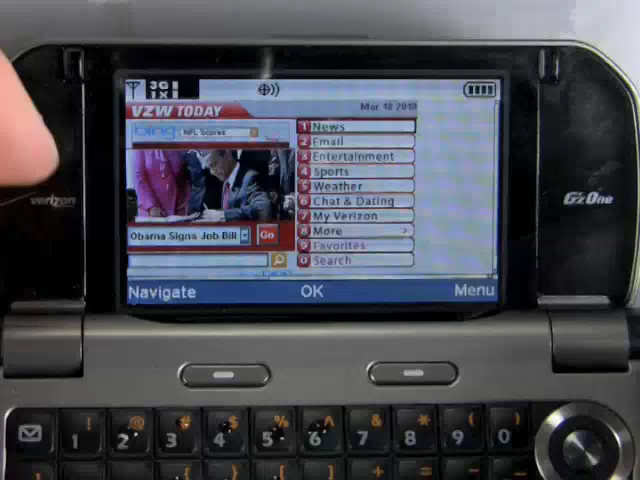 3G
1X
VZW TODAY
Mar 18 2010
bing
NFL Scores
1 News
2 Email
3 Entertainment
4 Sports
5 Weather
6 Chat & Dating
7 My Verizon
8 More >
9 Favorites
0 Search
Obama Signs Job Bill
Go
Navigate OK Menu
verizon
G'zOne
! @ # $ % ^ & * ( )
1 2 3 4 5 6 7 8 9 0